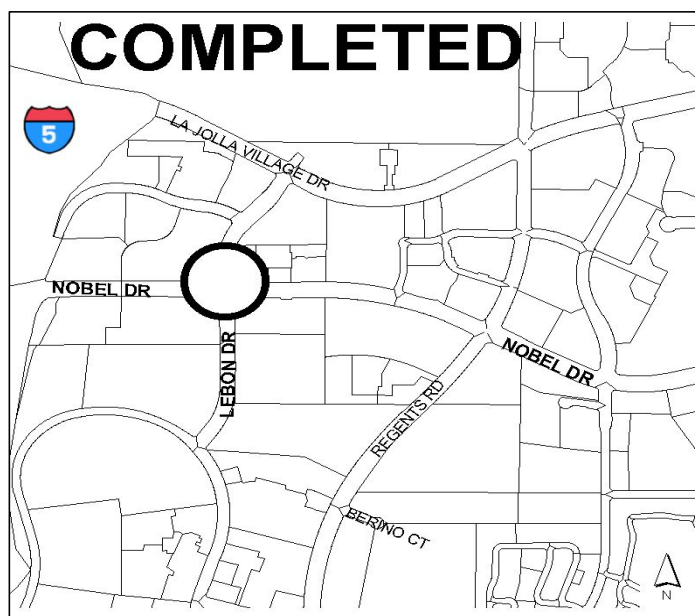 COMPLETED
5
LA JOLLA VILLAGE DR
NOBEL DR
LEBON DR
NOBEL DR
REGENTS RD
BERINO CT
N